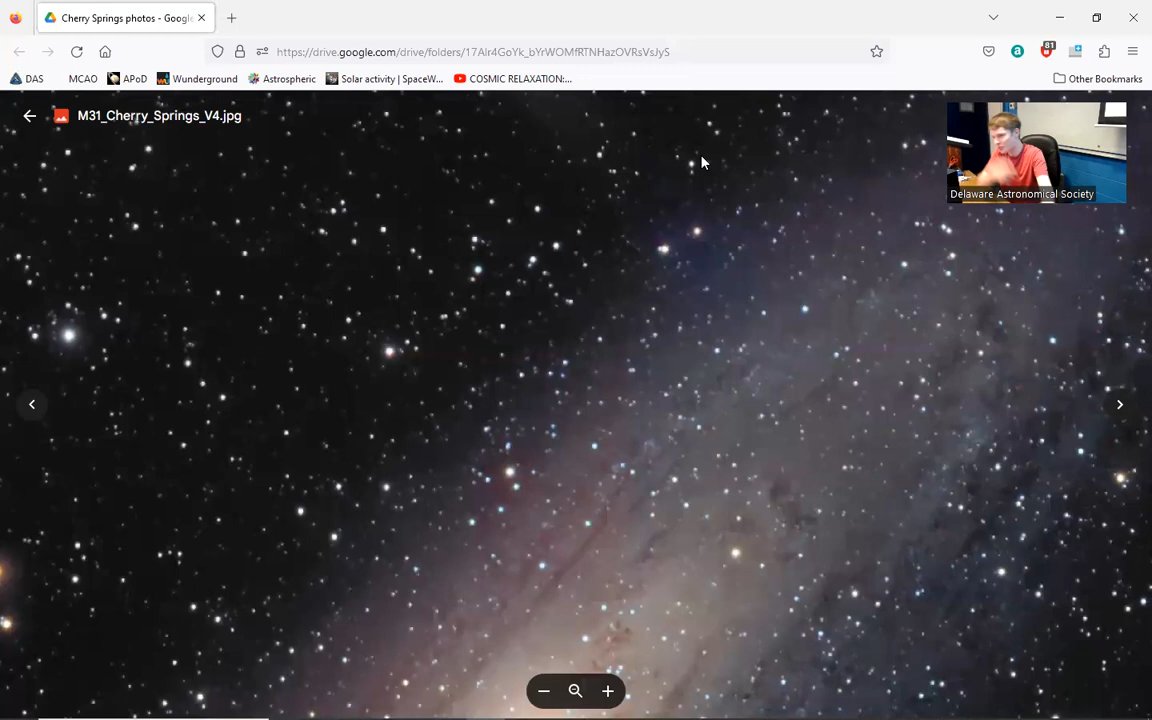 Cherry Springs photos - Google
https://drive.google.com/drive/folders/
DAS MCAO APoD Wunderground Astrospheric Solar activity | SpaceW... COSMIC RELAXATION:... Other Bookmarks
81
M31_Cherry_Springs_V4.jpg
Delaware Astronomical Society